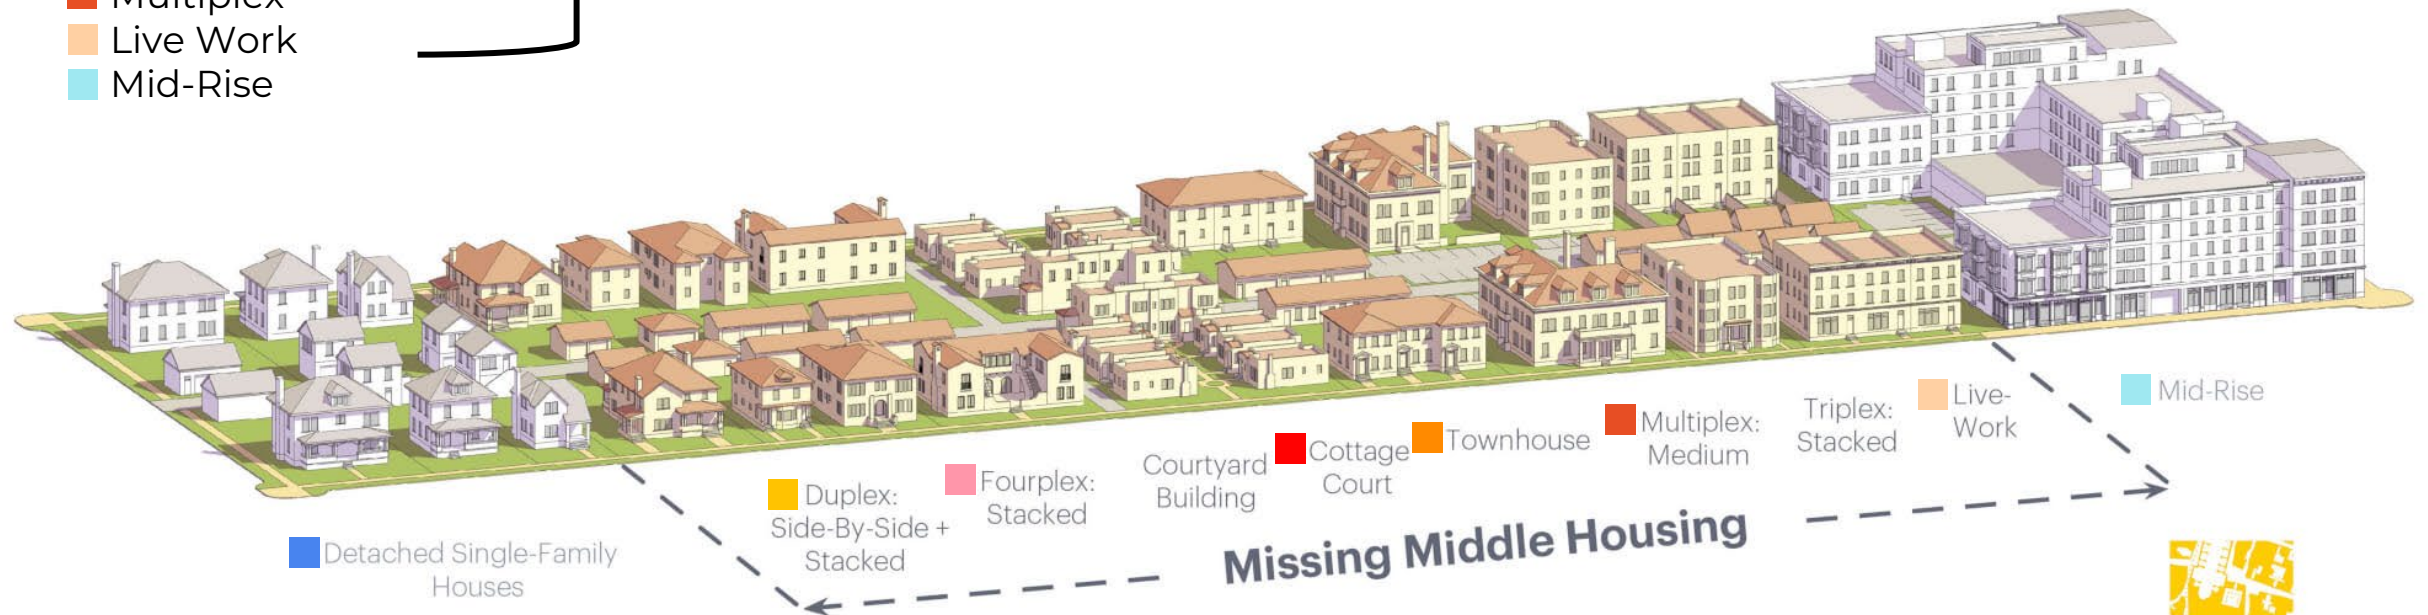 Multiplex
Live Work
Mid-Rise
Detached Single-Family
Houses
Duplex:
Side-By-Side +
Stacked
Fourplex:
Stacked
Courtyard
Building
Cottage
Court
Townhouse
Multiplex:
Medium
Triplex:
Stacked
Live-
Work
Mid-Rise
Missing Middle Housing